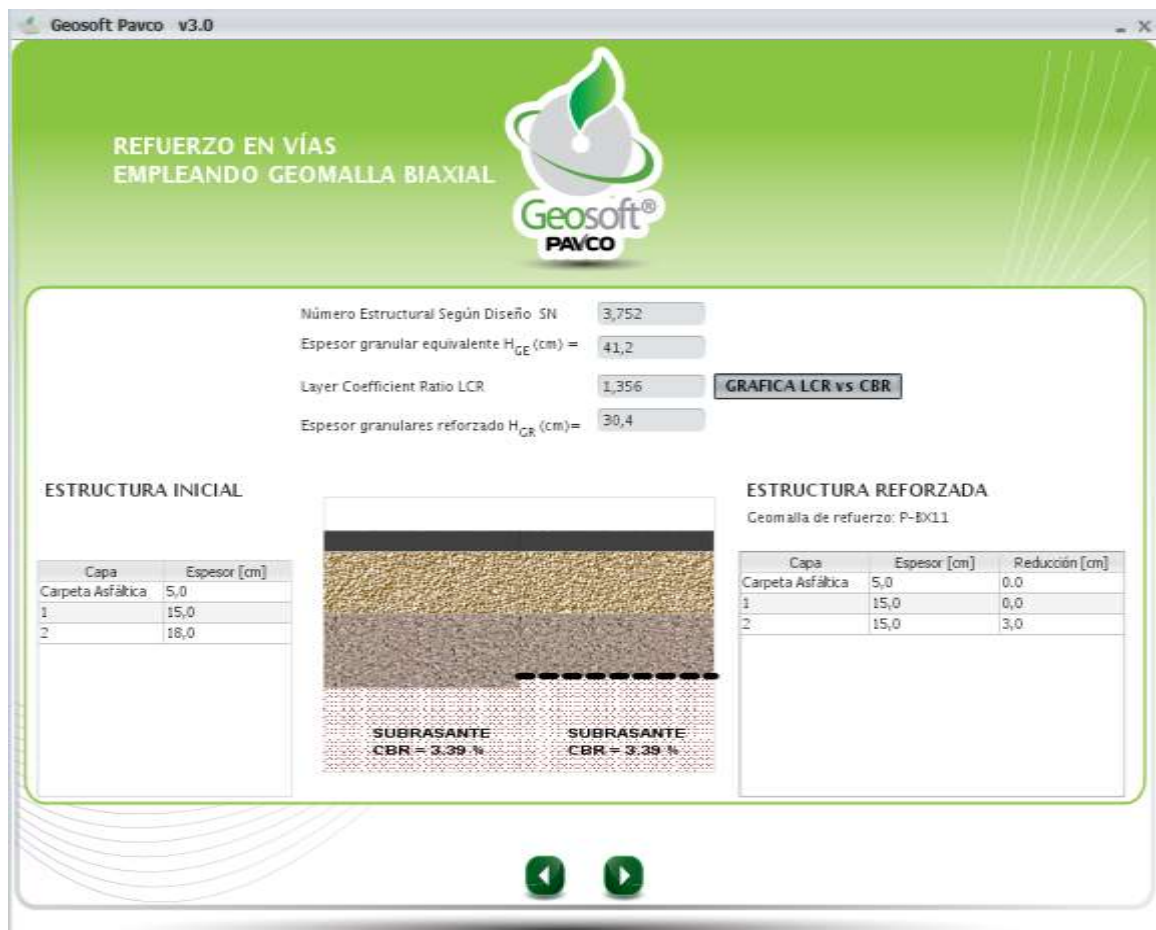 Geosoft Pavco v3.0
REFUERZO EN VÍAS
EMPLEANDO GEOMALLA BIAXIAL
Geosoft®
PAVCO
Número Estructural Según Diseño SN 3,752
Espesor granular equivalente HGE (cm) = 41,2
Layer Coefficient Ratio LCR 1,356 GRAFICA LCR vs CBR
Espesor granulares reforzado HGR (cm)= 30,4
ESTRUCTURA INICIAL
Capa Espesor [cm]
Carpeta Asfáltica 5,0
1 15,0
2 18,0
SUBRASANTE
CBR = 3.39 %
SUBRASANTE
CBR = 3.39 %
ESTRUCTURA REFORZADA
Geomalla de refuerzo: P-BX11
Capa Espesor [cm] Reducción [cm]
Carpeta Asfáltica 5,0 0.0
1 15,0 0,0
2 15,0 3,0